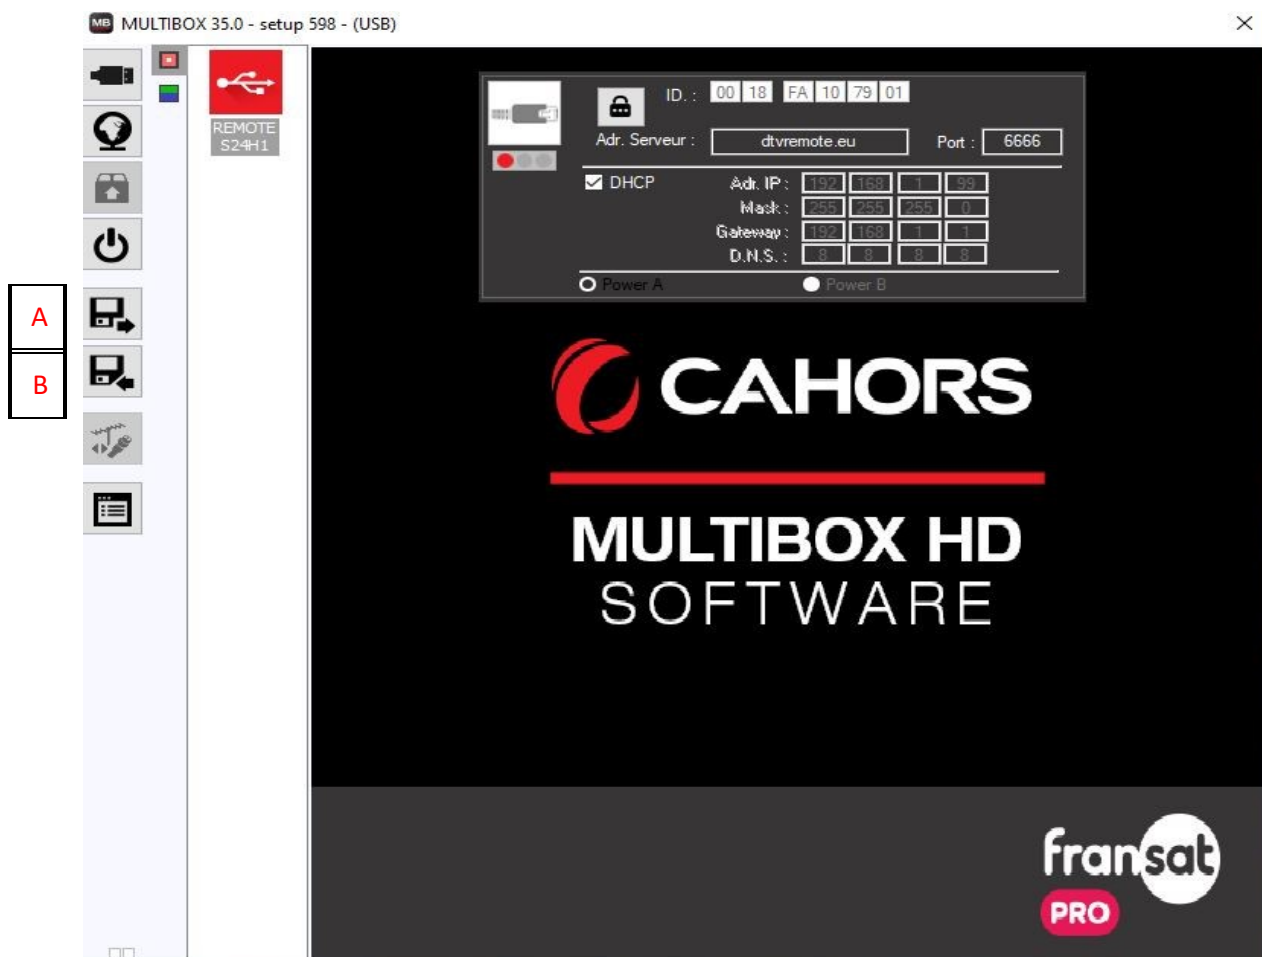 MB MULTIBOX 35.0 - setup 598 - (USB)
REMOTE
S24H1
ID. : 00 18 FA 10 79 01
Adr. Serveur : dtvremote.eu Port : 6666
DHCP Adr. IP : 192 168 1 99
Mask : 255 255 255 0
Gateway : 192 168 1 1
D.N.S. : 8 8 8 8
Power A Power B
A
B
CAHORS
MULTIBOX HD
SOFTWARE
fransat
PRO